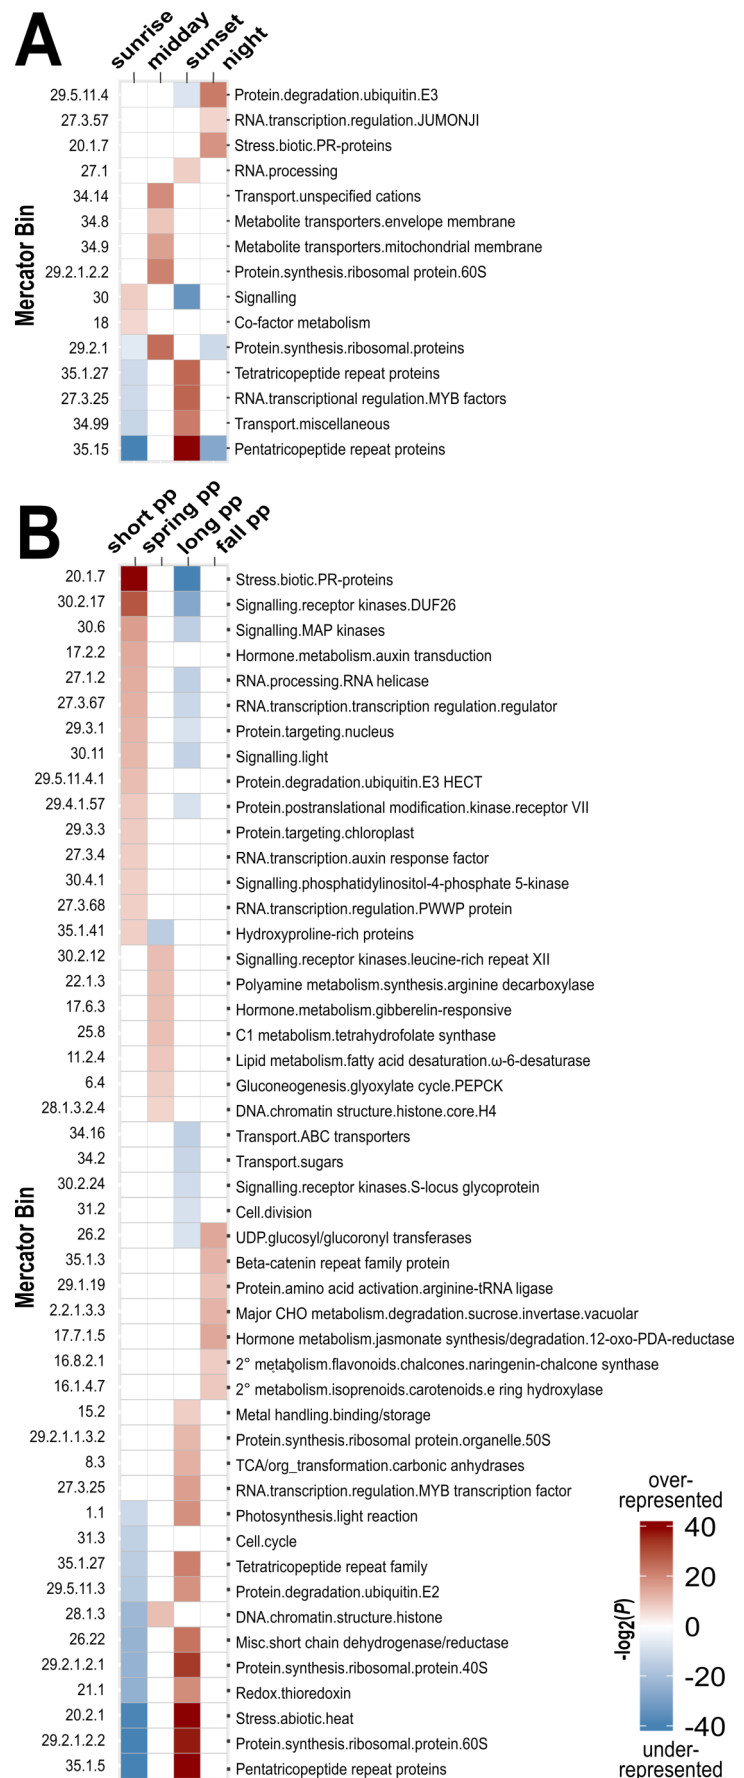 A
sunrise
midday
sunset
night
Mercator Bin
29.5.11.4 Protein.degradation.ubiquitin.E3
27.3.57 RNA.transcription.regulation.JUMONJI
20.1.7 Stress.biotic.PR-proteins
27.1 RNA.processing
34.14 Transport.unspecified cations
34.8 Metabolite transporters.envelope membrane
34.9 Metabolite transporters.mitochondrial membrane
29.2.1.2.2 Protein.synthesis.ribosomal protein.60S
30 Signalling
18 Co-factor metabolism
29.2.1 Protein.synthesis.ribosomal.proteins
35.1.27 Tetratricopeptide repeat proteins
27.3.25 RNA.transcriptional regulation.MYB factors
34.99 Transport.miscellaneous
35.15 Pentatricopeptide repeat proteins
B
short pp
spring pp
long pp
fall pp
Mercator Bin
20.1.7 Stress.biotic.PR-proteins
30.2.17 Signalling.receptor kinases.DUF26
30.6 Signalling.MAP kinases
17.2.2 Hormone.metabolism.auxin transduction
27.1.2 RNA.processing.RNA helicase
27.3.67 RNA.transcription.transcription regulation.regulator
29.3.1 Protein.targeting.nucleus
30.11 Signalling.light
29.5.11.4.1 Protein.degradation.ubiquitin.E3 HECT
29.4.1.57 Protein.postranslational modification.kinase.receptor VII
29.3.3 Protein.targeting.chloroplast
27.3.4 RNA.transcription.auxin response factor
30.4.1 Signalling.phosphatidylinositol-4-phosphate 5-kinase
27.3.68 RNA.transcription.regulation.PWWP protein
35.1.41 Hydroxyproline-rich proteins
30.2.12 Signalling.receptor kinases.leucine-rich repeat XII
22.1.3 Polyamine metabolism.synthesis.arginine decarboxylase
17.6.3 Hormone.metabolism.gibberelin-responsive
25.8 C1 metabolism.tetrahydrofolate synthase
11.2.4 Lipid metabolism.fatty acid desaturation.ω-6-desaturase
6.4 Gluconeogenesis.glyoxylate cycle.PEPCK
28.1.3.2.4 DNA.chromatin structure.histone.core.H4
34.16 Transport.ABC transporters
34.2 Transport.sugars
30.2.24 Signalling.receptor kinases.S-locus glycoprotein
31.2 Cell.division
26.2 UDP.glucosyl/glucoronyl transferases
35.1.3 Beta-catenin repeat family protein
29.1.19 Protein.amino acid activation.arginine-tRNA ligase
2.2.1.3.3 Major CHO metabolism.degradation.sucrose.invertase.vacuolar
17.7.1.5 Hormone metabolism.jasmonate synthesis/degradation.12-oxo-PDA-reductase
16.8.2.1 2° metabolism.flavonoids.chalcones.naringenin-chalcone synthase
16.1.4.7 2° metabolism.isoprenoids.carotenoids.e ring hydroxylase
15.2 Metal handling.binding/storage
29.2.1.1.3.2 Protein.synthesis.ribosomal protein.organelle.50S
8.3 TCA/org_transformation.carbonic anhydrases
27.3.25 RNA.transcription.regulation.MYB transcription factor
1.1 Photosynthesis.light reaction
31.3 Cell.cycle
35.1.27 Tetratricopeptide repeat family
29.5.11.3 Protein.degradation.ubiquitin.E2
28.1.3 DNA.chromatin.structure.histone
26.22 Misc.short chain dehydrogenase/reductase
29.2.1.2.1 Protein.synthesis.ribosomal.protein.40S
21.1 Redox.thioredoxin
20.2.1 Stress.abiotic.heat
29.2.1.2.2 Protein.synthesis.ribosomal.protein.60S
35.1.5 Pentatricopeptide repeat proteins
over-
represented
40
20
0
-20
-40
-log2(P)
under-
represented